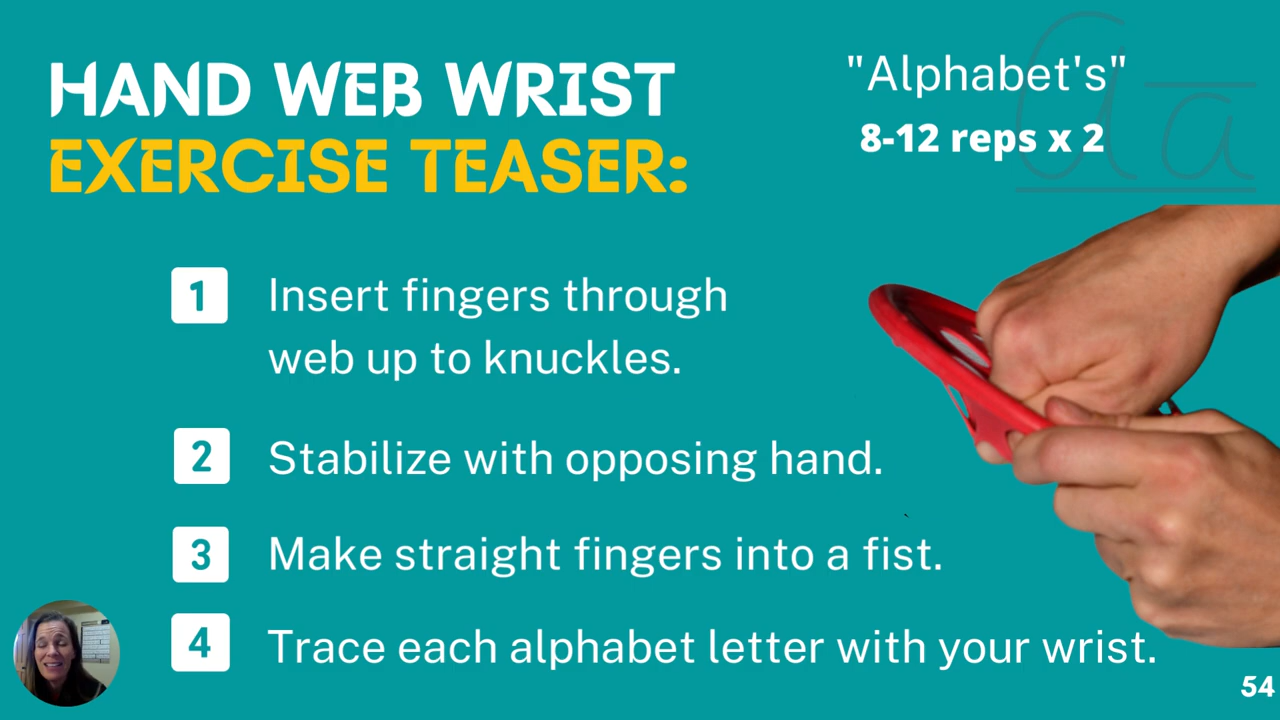 HAND WEB WRIST
EXERCISE TEASER:
"Alphabet's"
8-12 reps x 2
Aa
1 Insert fingers through
web up to knuckles.
2 Stabilize with opposing hand.
3 Make straight fingers into a fist.
4 Trace each alphabet letter with your wrist.
54